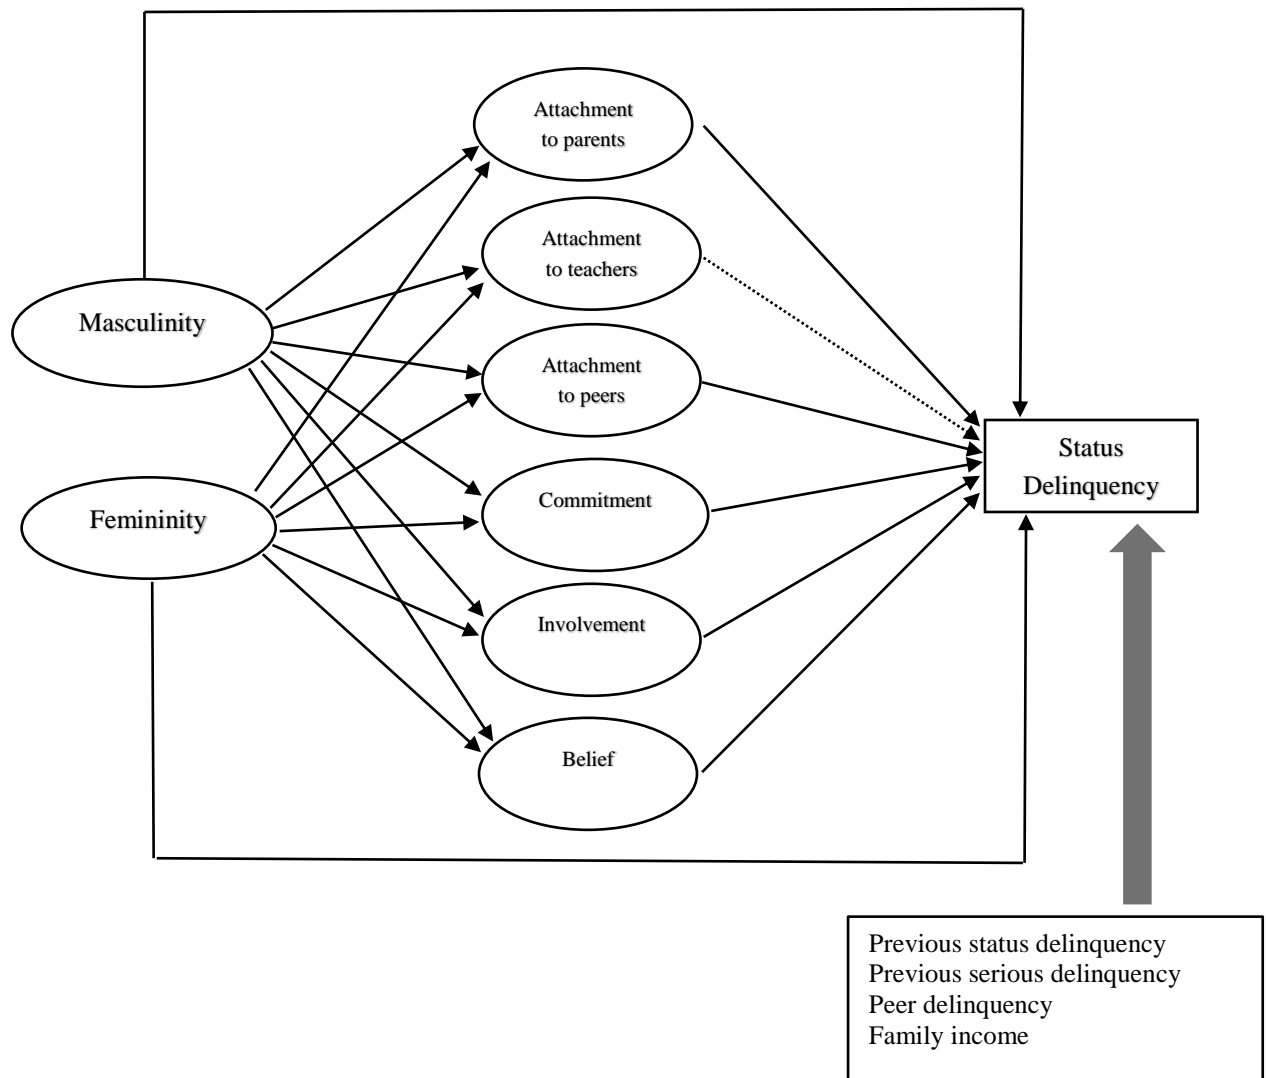 Attachment
to parents
Attachment
to teachers
Masculinity
Attachment
to peers
Status
Delinquency
Commitment
Femininity
Involvement
Belief
Previous status delinquency
Previous serious delinquency
Peer delinquency
Family income